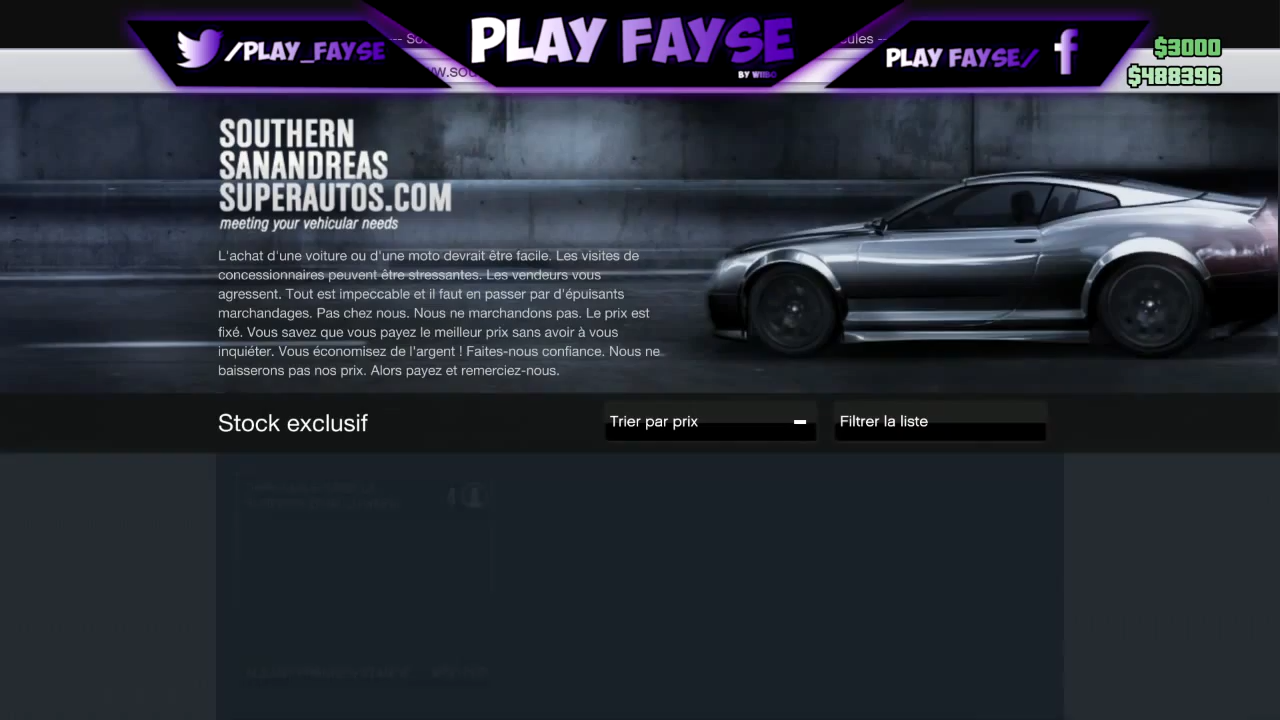 /PLAY_FAYSE
PLAY FAYSE
BY WIIBO
PLAY FAYSE/
$3000
$488396
SOUTHERN
SANANDREAS
SUPERAUTOS.COM
meeting your vehicular needs
L'achat d'une voiture ou d'une moto devrait être facile. Les visites de
concessionnaires peuvent être stressantes. Les vendeurs vous
agressent. Tout est impeccable et il faut en passer par d'épuisants
marchandages. Pas chez nous. Nous ne marchandons pas. Le prix est
fixé. Vous savez que vous payez le meilleur prix sans avoir à vous
inquiéter. Vous économisez de l'argent ! Faites-nous confiance. Nous ne
baisserons pas nos prix. Alors payez et remerciez-nous.
Stock exclusif
Trier par prix
Filtrer la liste